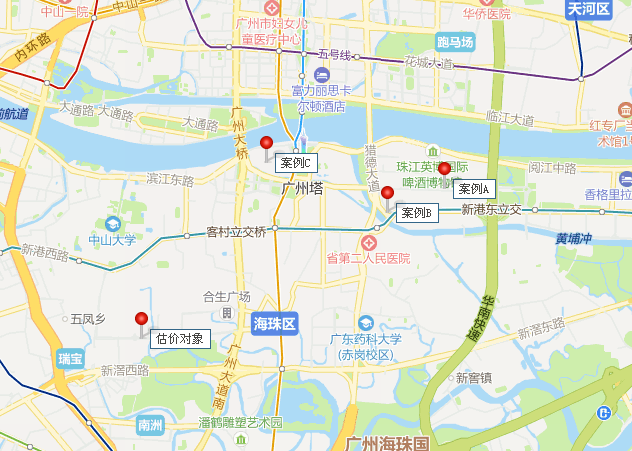 中山一院
广州市妇女儿
童医疗中心
华侨医院
天河区
内环路
五号线
跑马场
花城大道
富力丽思卡
尔顿酒店
前航道
大通路
大通路
大通路
广州大桥
临江大道
红专厂当
术馆1
猎德大道
珠江英博国际
啤酒博物馆
阅江中路
案例C
案例A
滨江东路
广州塔
香格里拉
案例B
新港东立交
中山大学
客村立交桥
黄埔冲
新港西路
省第二人民医院
合生广场
华南快速
五凤乡
海珠区
估价对象
广东药科大学
(赤岗校区)
新滘东路
瑞宝
广州大道南
新滘西路
新窖镇
潘鹤雕塑艺术园
南洲
广州海珠国